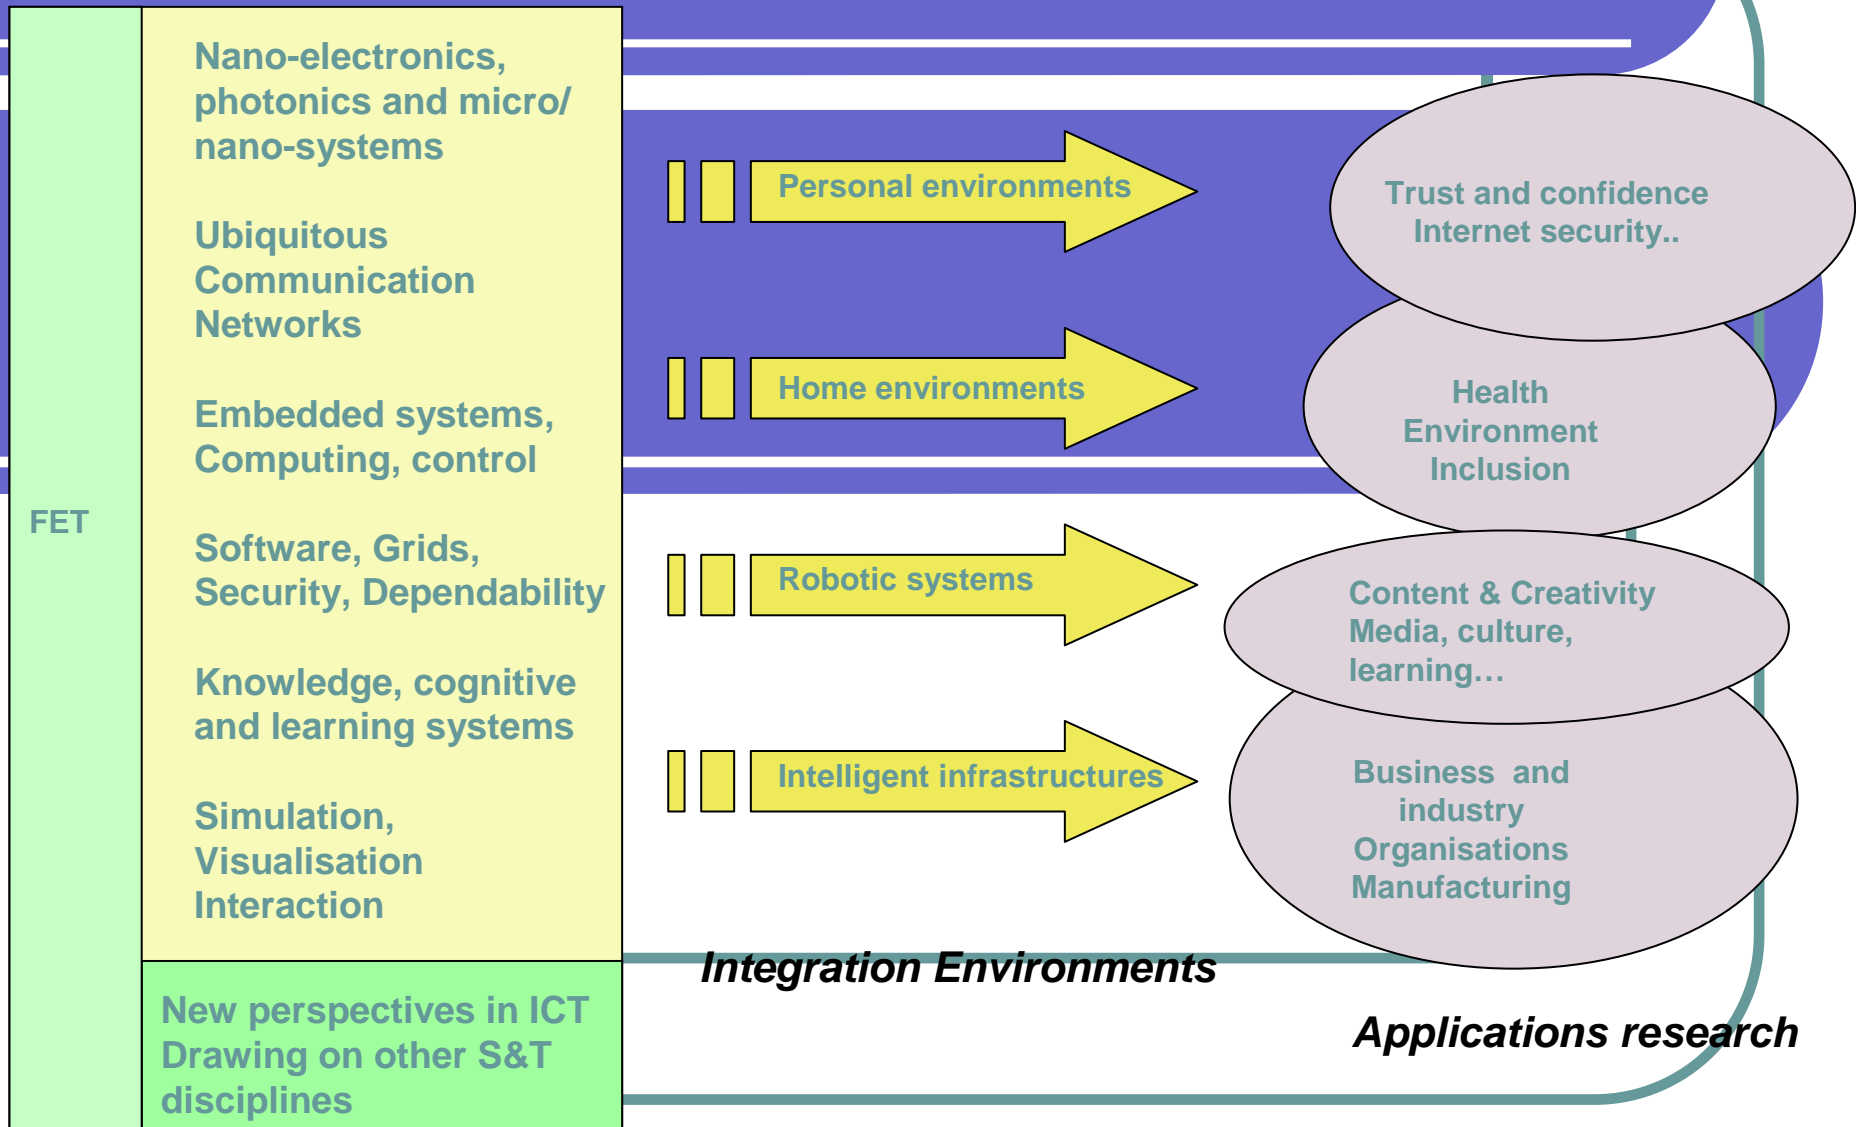 FET
Nano-electronics,
photonics and micro/
nano-systems
Ubiquitous
Communication
Networks
Embedded systems,
Computing, control
Software, Grids,
Security, Dependability
Knowledge, cognitive
and learning systems
Simulation,
Visualisation
Interaction
New perspectives in ICT
Drawing on other S&T
disciplines
Personal environments
Home environments
Robotic systems
Intelligent infrastructures
Integration Environments
Trust and confidence
Internet security..
Health
Environment
Inclusion
Content & Creativity
Media, culture,
learning…
Business and
industry
Organisations
Manufacturing
Applications research